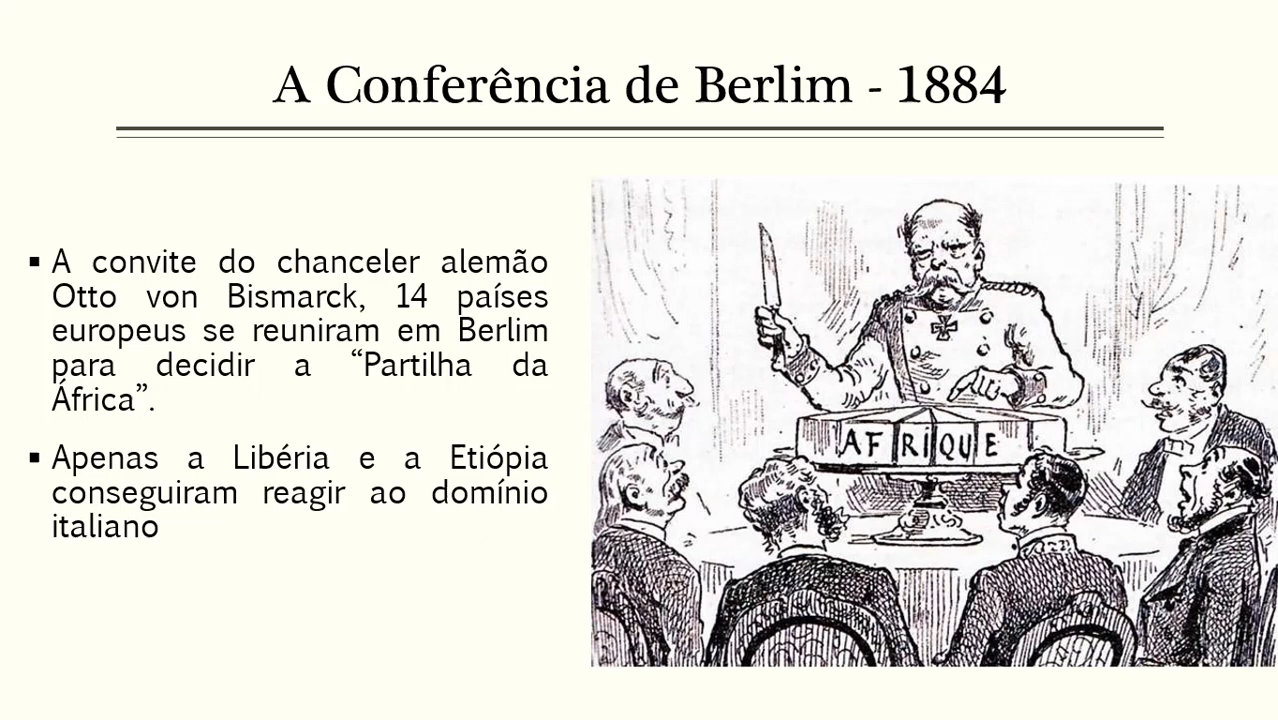 A Conferência de Berlim - 1884
▪ A convite do chanceler alemão
Otto von Bismarck, 14 países
europeus se reuniram em Berlim
para decidir a “Partilha da
África”.
▪ Apenas a Libéria e a Etiópia
conseguiram reagir ao domínio
italiano
AFRIQUE